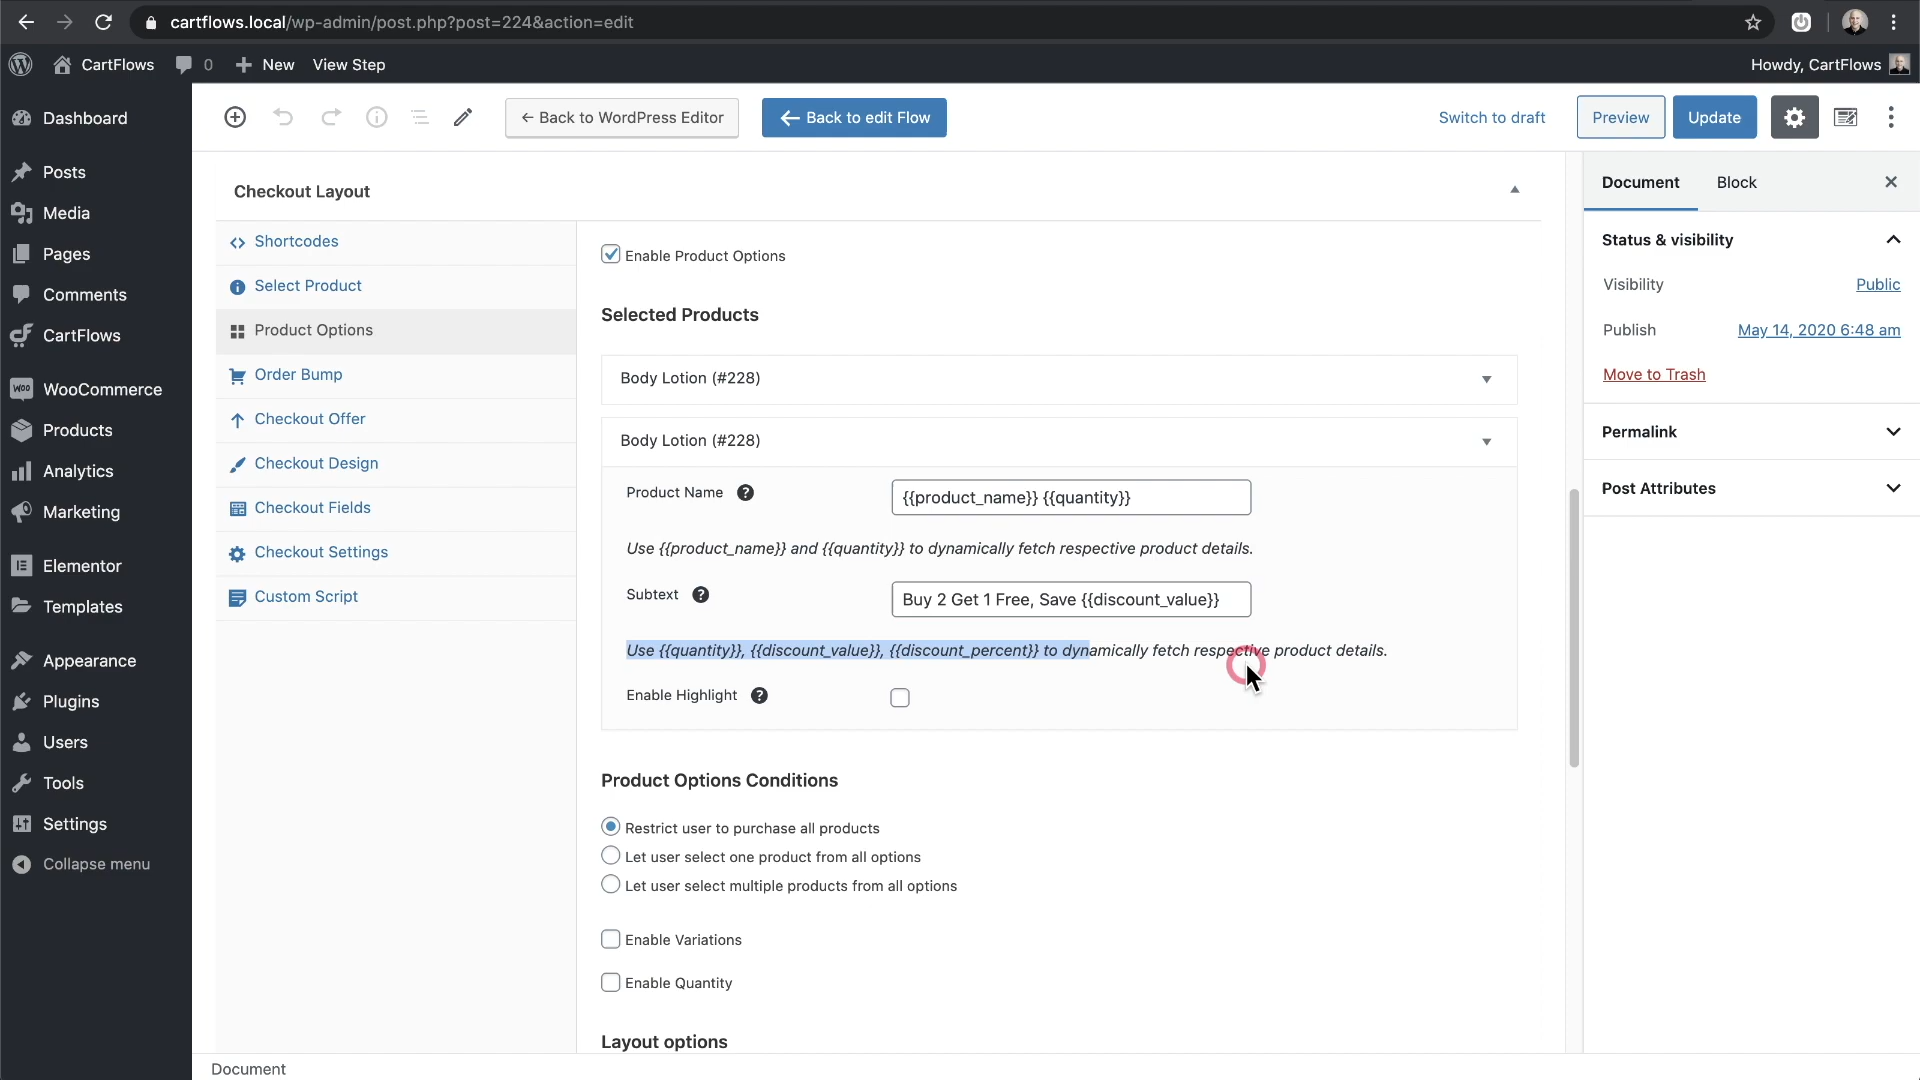 cartflows.local/wp-admin/post.php?post=224&action=edit
CartFlows 0 New View Step Howdy, CartFlows
Dashboard
Posts
Media
Pages
Comments
CartFlows
WooCommerce
Products
Analytics
Marketing
Elementor
Templates
Appearance
Plugins
Users
Tools
Settings
Collapse menu
← Back to WordPress Editor ← Back to edit Flow Switch to draft Preview Update
Checkout Layout
Shortcodes
Select Product
Product Options
Order Bump
Checkout Offer
Checkout Design
Checkout Fields
Checkout Settings
Custom Script
Enable Product Options
Selected Products
Body Lotion (#228)
Body Lotion (#228)
Product Name ? {{product_name}} {{quantity}}
Use {{product_name}} and {{quantity}} to dynamically fetch respective product details.
Subtext ? Buy 2 Get 1 Free, Save {{discount_value}}
Use {{quantity}}, {{discount_value}}, {{discount_percent}} to dynamically fetch respective product details.
Enable Highlight ?
Product Options Conditions
Restrict user to purchase all products
Let user select one product from all options
Let user select multiple products from all options
Enable Variations
Enable Quantity
Layout options
Document Block
Status & visibility
Visibility Public
Publish May 14, 2020 6:48 am
Move to Trash
Permalink
Post Attributes
Document